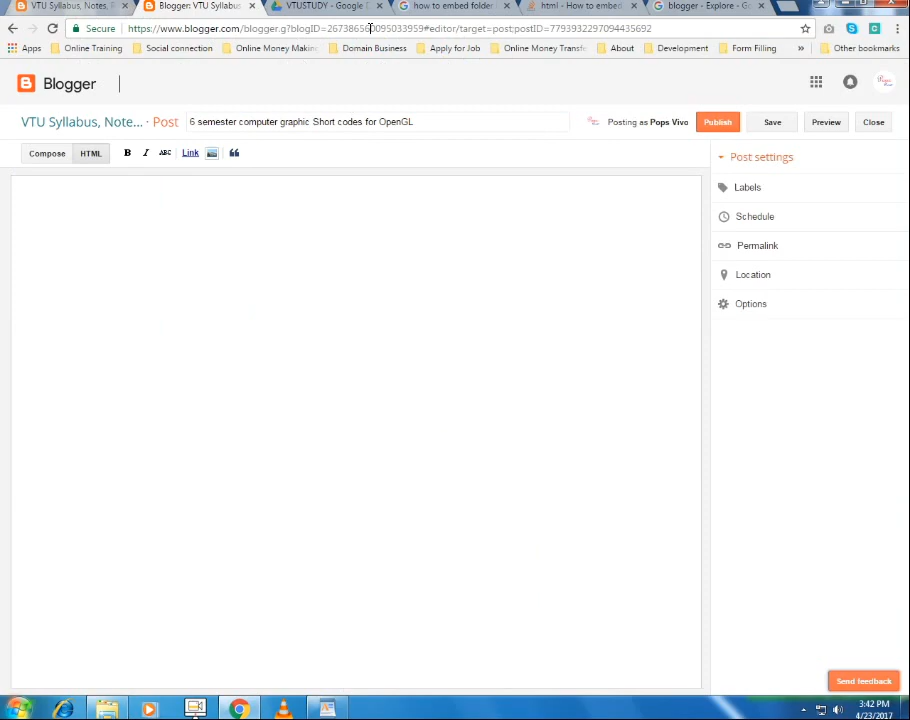 VTU Syllabus, Notes,
Blogger: VTU Syllabus
VTUSTUDY - Google D
how to embed folder
html - How to embed
blogger - Explore - Go
Secure
https://www.blogger.com/blogger.g?blogID=2673865600095033959#editor/target=post;postID=7793932297094435692
Apps
Online Training
Social connection
Online Money Makin
Domain Business
Apply for Job
Online Money Transfe
About
Development
Form Filling
»
Other bookmarks
Blogger
VTU Syllabus, Note... · Post
6 semester computer graphic Short codes for OpenGL
Posting as Pops Vivo
Publish
Save
Preview
Close
Compose
HTML
B
I
ABC
Link
Post settings
Labels
Schedule
Permalink
Location
Options
Send feedback
3:42 PM
4/23/2017